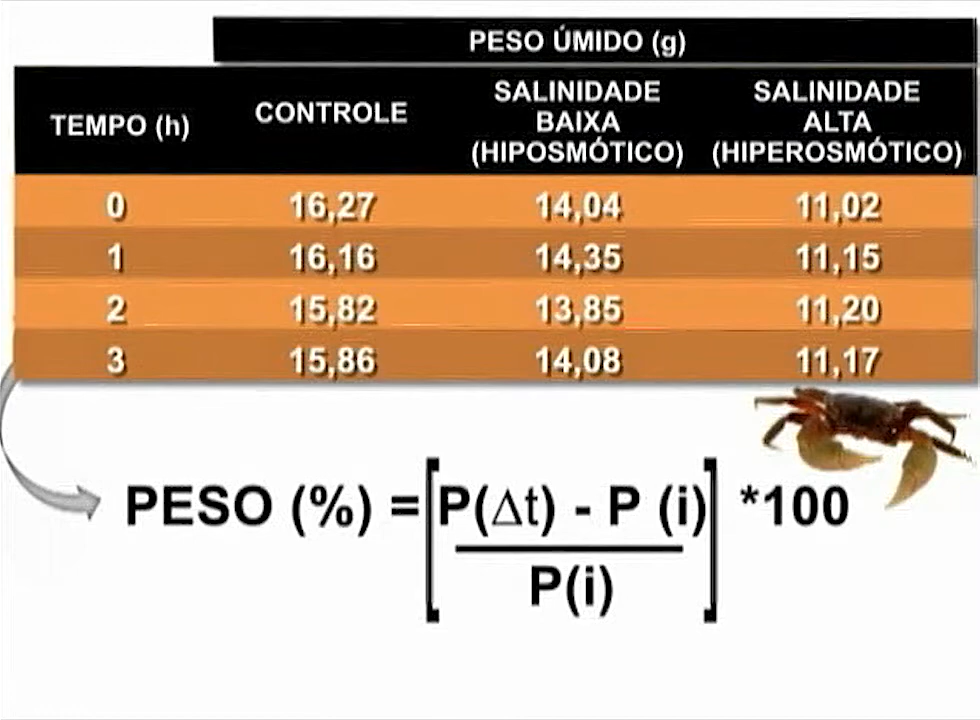 PESO ÚMIDO (g)
TEMPO (h) CONTROLE SALINIDADE BAIXA (HIPOSMÓTICO) SALINIDADE ALTA (HIPEROSMÓTICO)
0 16,27 14,04 11,02
1 16,16 14,35 11,15
2 15,82 13,85 11,20
3 15,86 14,08 11,17
PESO (%) = [P(Δt) - P (i)] *100
P(i)